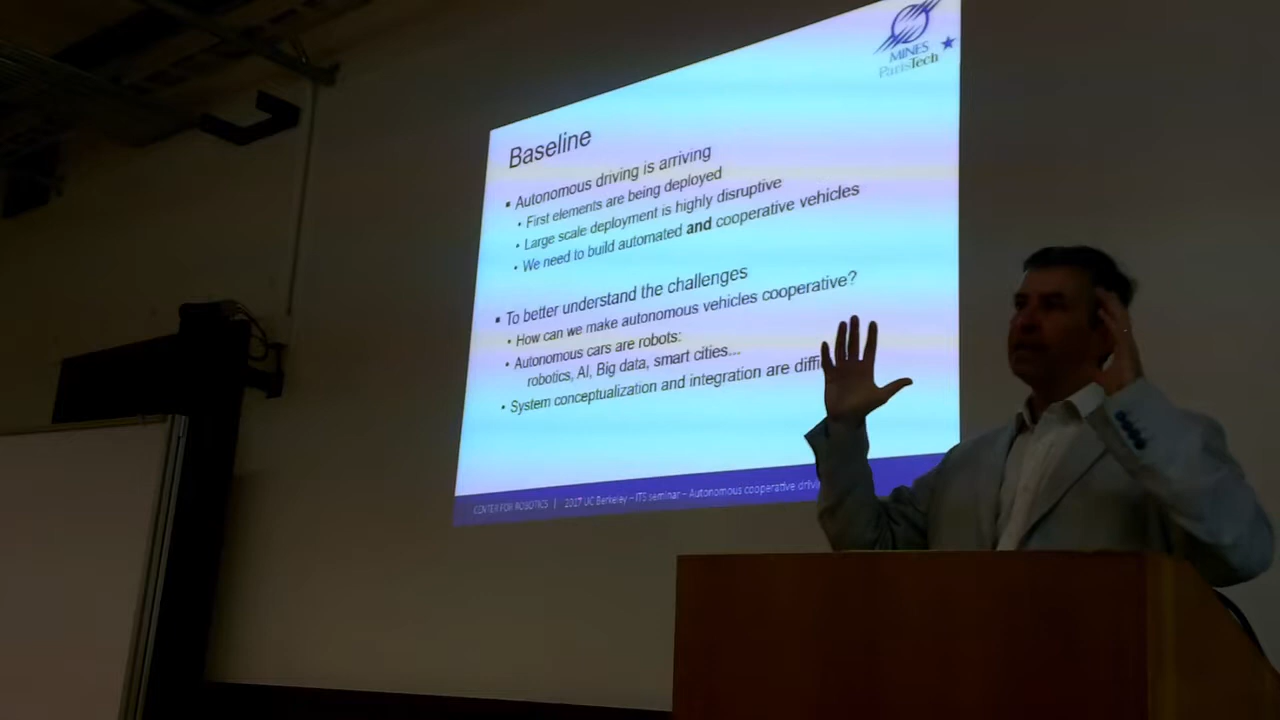 MINES
ParisTech
Baseline
▪ Autonomous driving is arriving
• First elements are being deployed
• Large scale deployment is highly disruptive
• We need to build automated and cooperative vehicles
▪ To better understand the challenges
• How can we make autonomous vehicles cooperative?
• Autonomous cars are robots:
robotics, AI, Big data, smart cities...
• System conceptualization and integration are diffi
CENTER FOR ROBOTICS | 2017 UC Berkeley – ITS seminar – Autonomous cooperative drivi